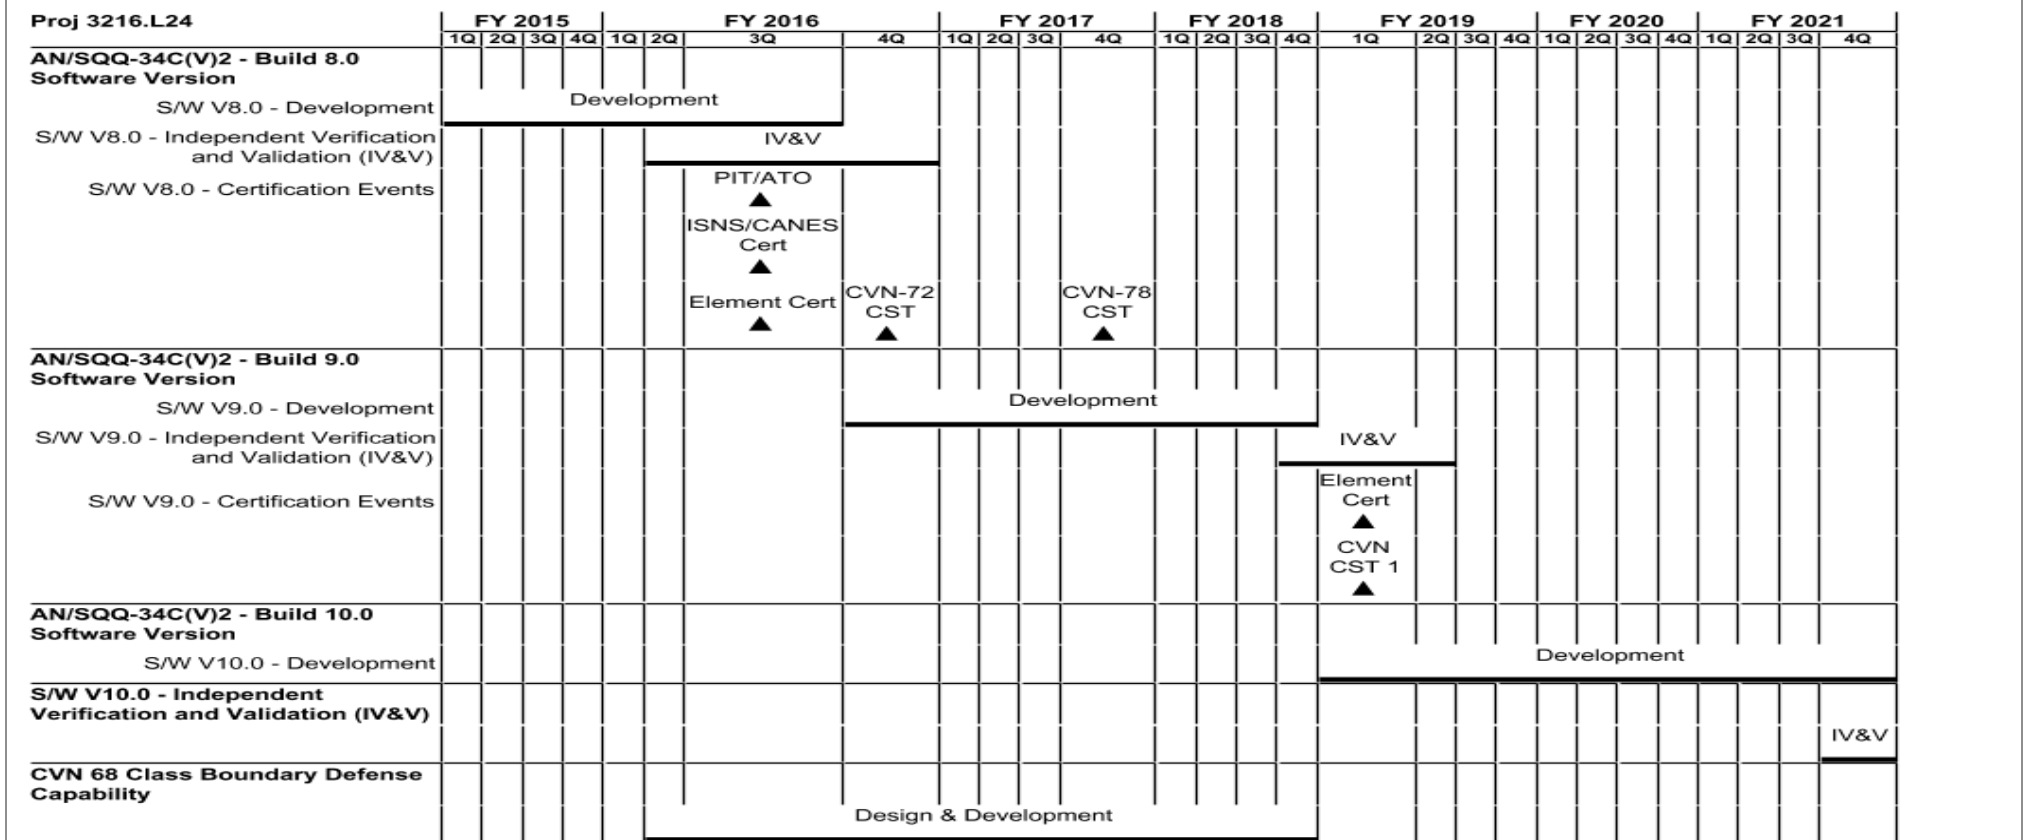 Proj 3216.L24 FY 2015 FY 2016 FY 2017 FY 2018 FY 2019 FY 2020 FY 2021
1Q 2Q 3Q 4Q 1Q 2Q 3Q 4Q 1Q 2Q 3Q 4Q 1Q 2Q 3Q 4Q 1Q 2Q 3Q 4Q 1Q 2Q 3Q 4Q 1Q 2Q 3Q 4Q
AN/SQQ-34C(V)2 - Build 8.0
Software Version
S/W V8.0 - Development Development
S/W V8.0 - Independent Verification
and Validation (IV&V) IV&V
S/W V8.0 - Certification Events PIT/ATO
ISNS/CANES
Cert
Element Cert CVN-72 CVN-78
CST CST
AN/SQQ-34C(V)2 - Build 9.0
Software Version
S/W V9.0 - Development Development
S/W V9.0 - Independent Verification
and Validation (IV&V) IV&V
S/W V9.0 - Certification Events Element
Cert
CVN
CST 1
AN/SQQ-34C(V)2 - Build 10.0
Software Version
S/W V10.0 - Development Development
S/W V10.0 - Independent
Verification and Validation (IV&V)
IV&V
CVN 68 Class Boundary Defense
Capability
Design & Development